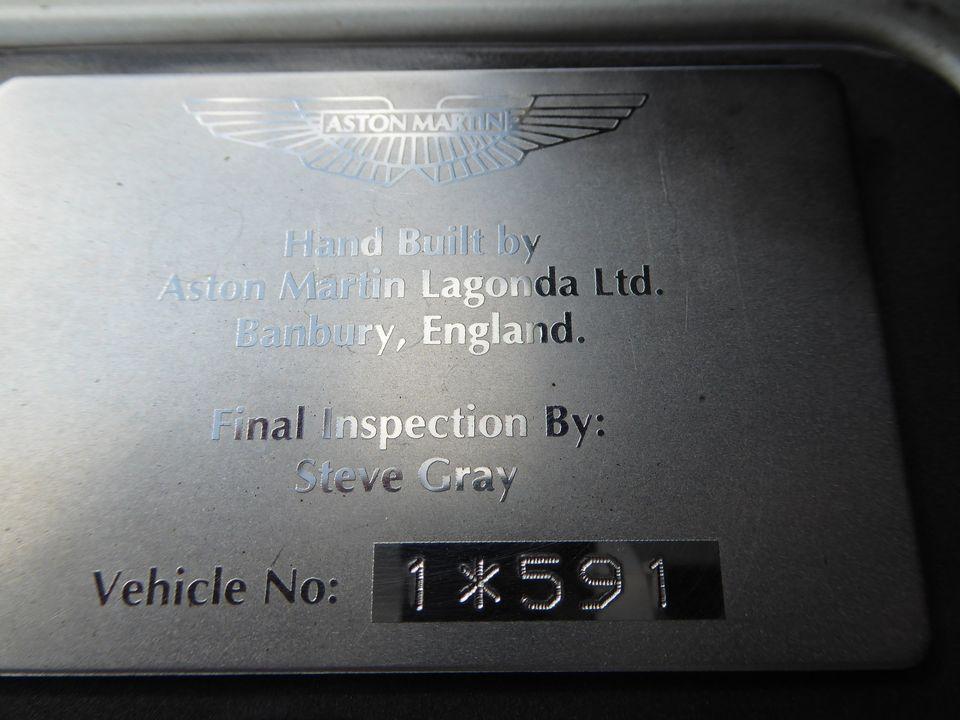 ASTON MARTIN
Hand Built by
Aston Martin Lagonda Ltd.
Banbury, England.
Final Inspection By:
Steve Gray
Vehicle No: 1*591